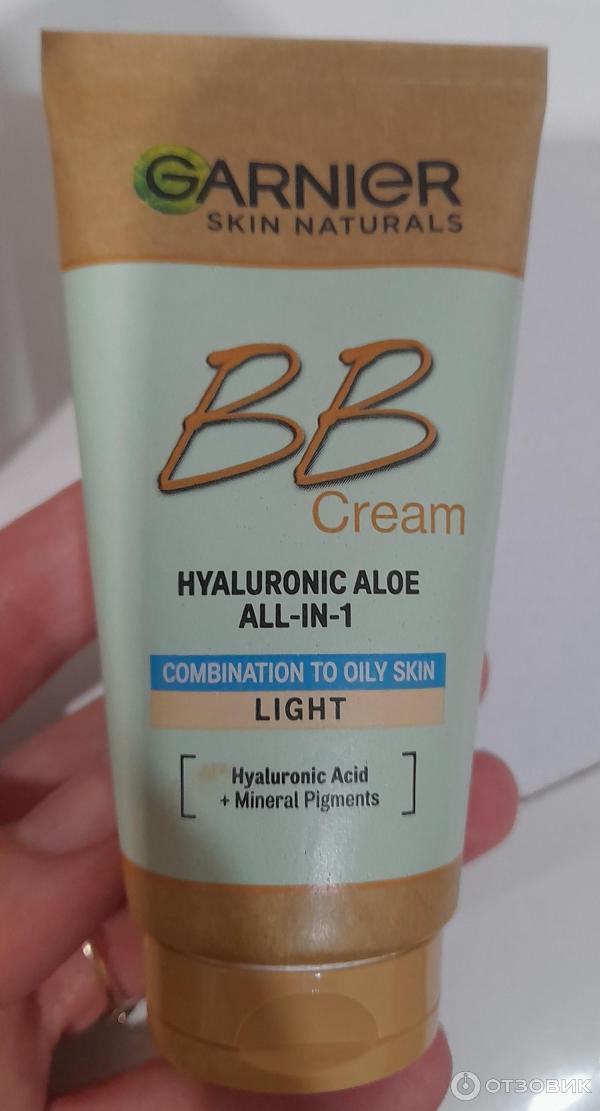 GARNIER
SKIN NATURALS
BB
Cream
HYALURONIC ALOE
ALL-IN-1
COMBINATION TO OILY SKIN
LIGHT
Hyaluronic Acid
+ Mineral Pigments
ОТЗОВИК